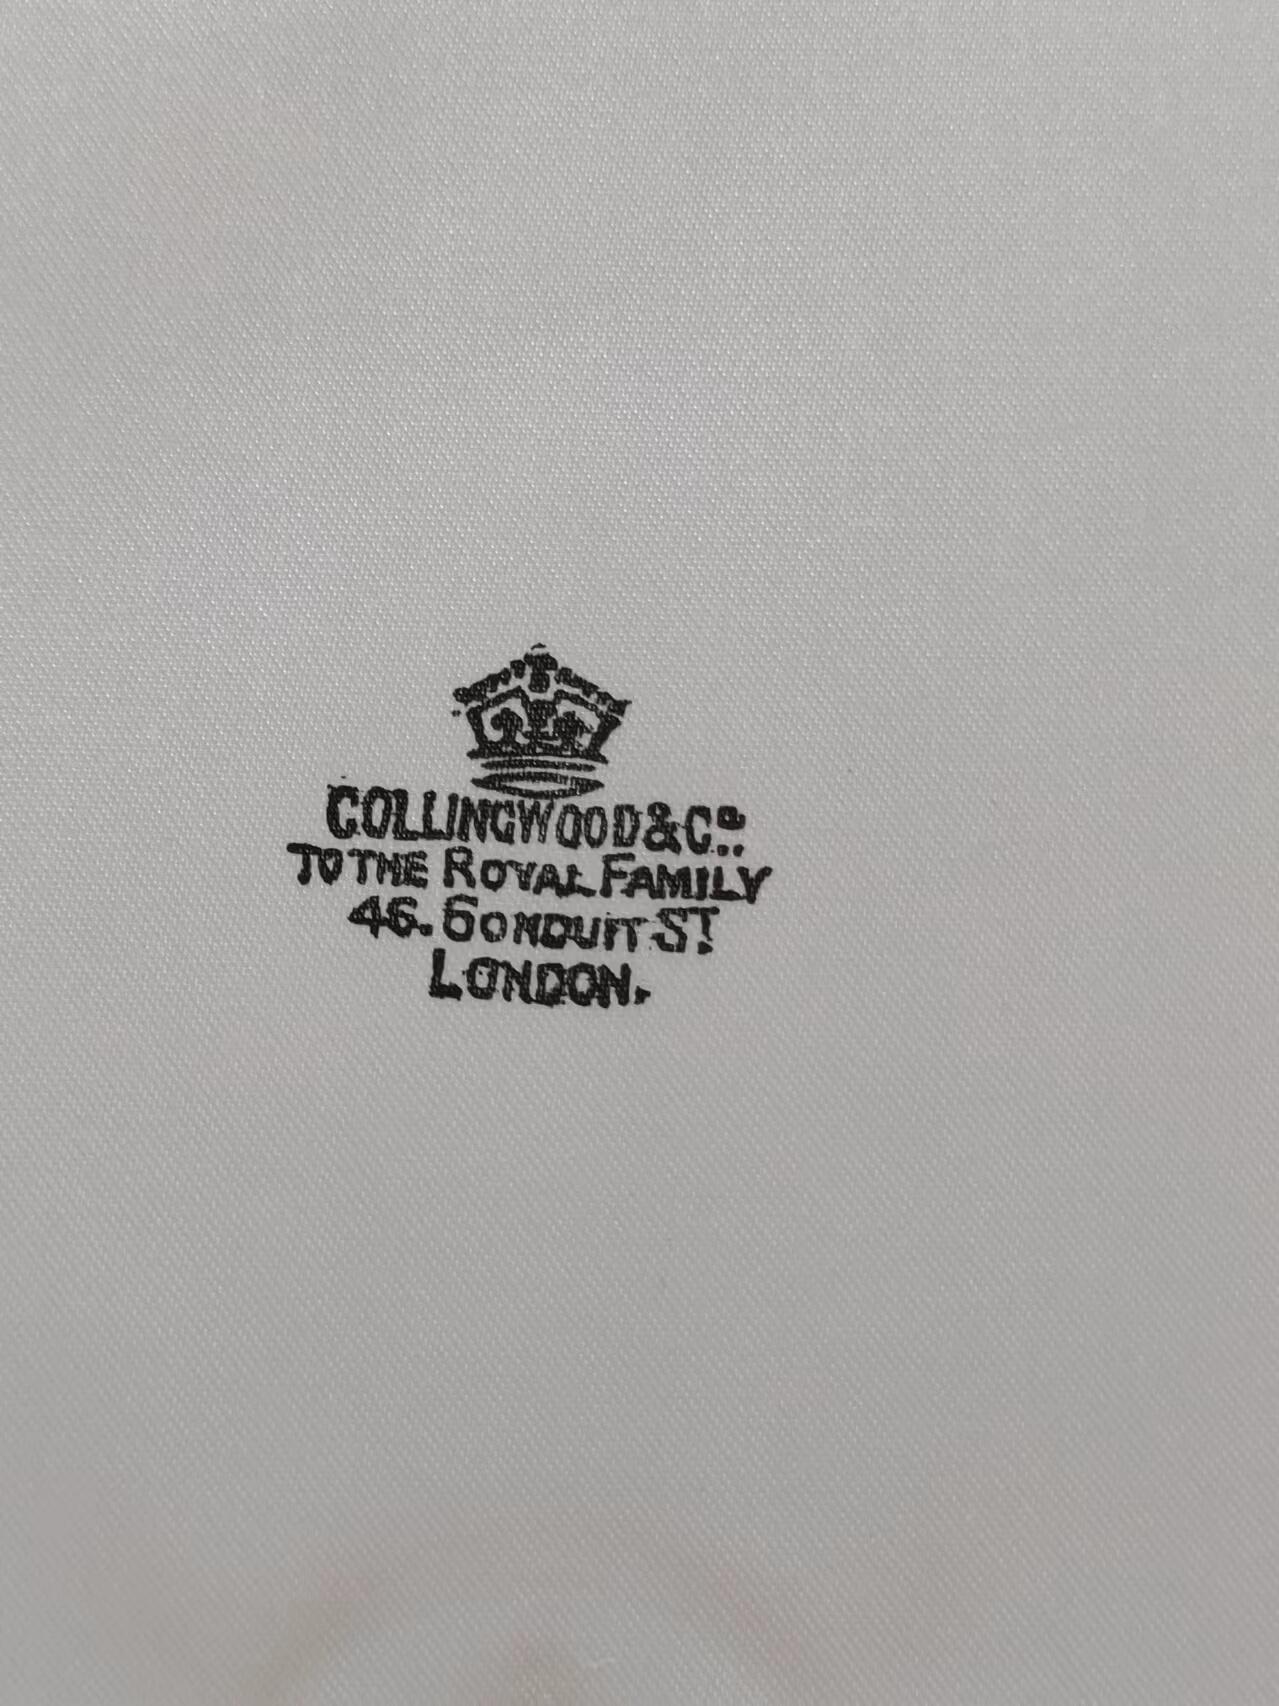 COLLINGWOOD & Co.
TO THE ROYAL FAMILY
46. CONDUIT ST
LONDON.